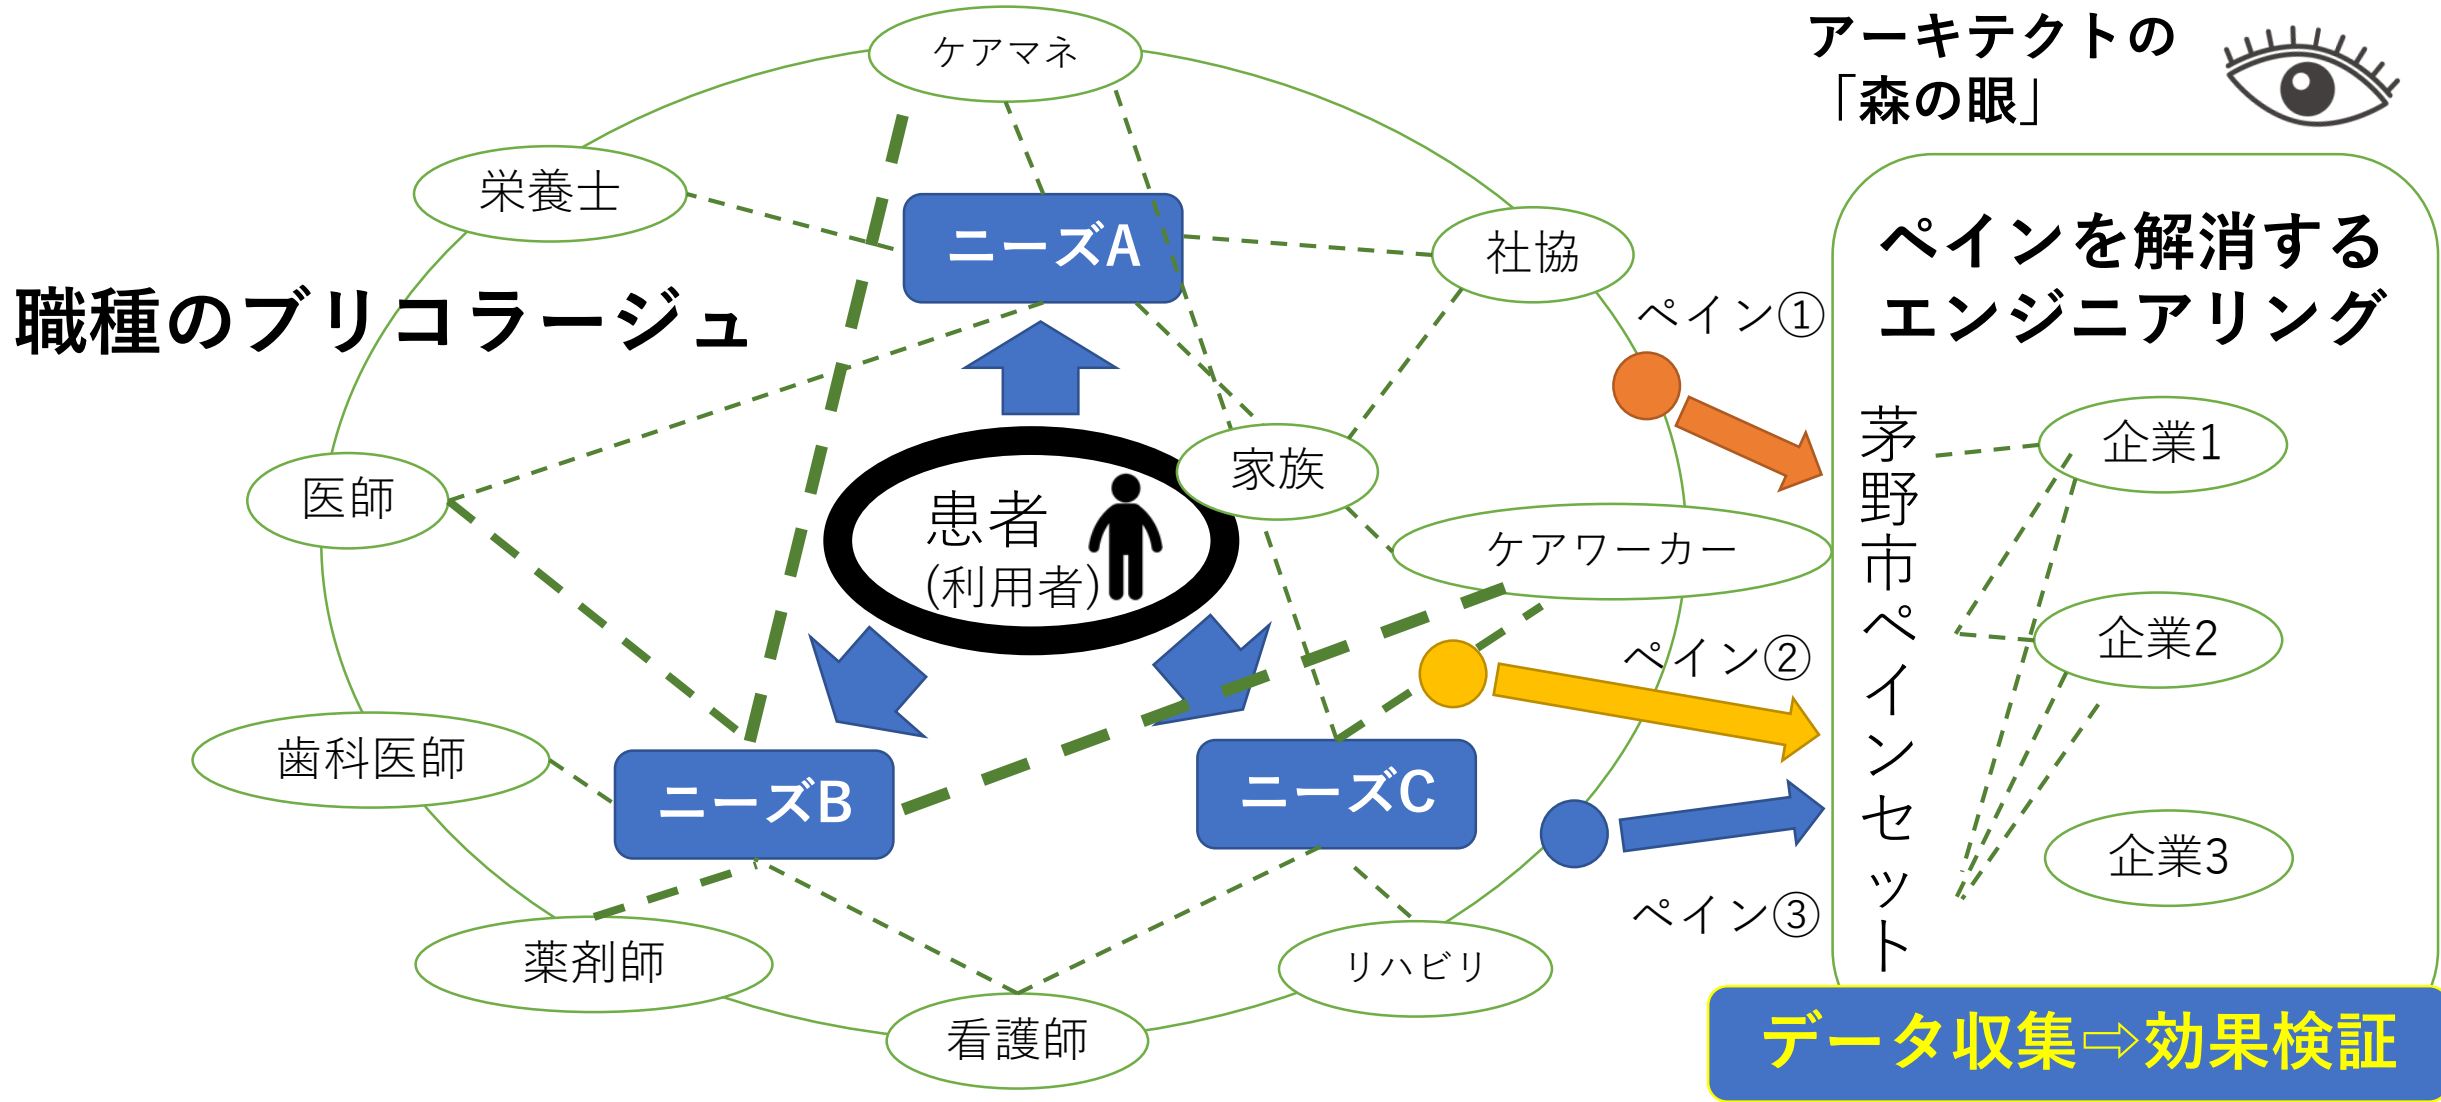 アーキテクトの
「森の眼」
ケアマネ
栄養士
ニーズA
社協
職種のブリコラージュ
ペイン①
ペインを解消する
エンジニアリング
家族
医師
患者
(利用者)
ケアワーカー
茅野市ペインセット
企業1
企業2
企業3
ペイン②
歯科医師
ニーズB
ニーズC
ペイン③
薬剤師
リハビリ
看護師
データ収集⇨効果検証